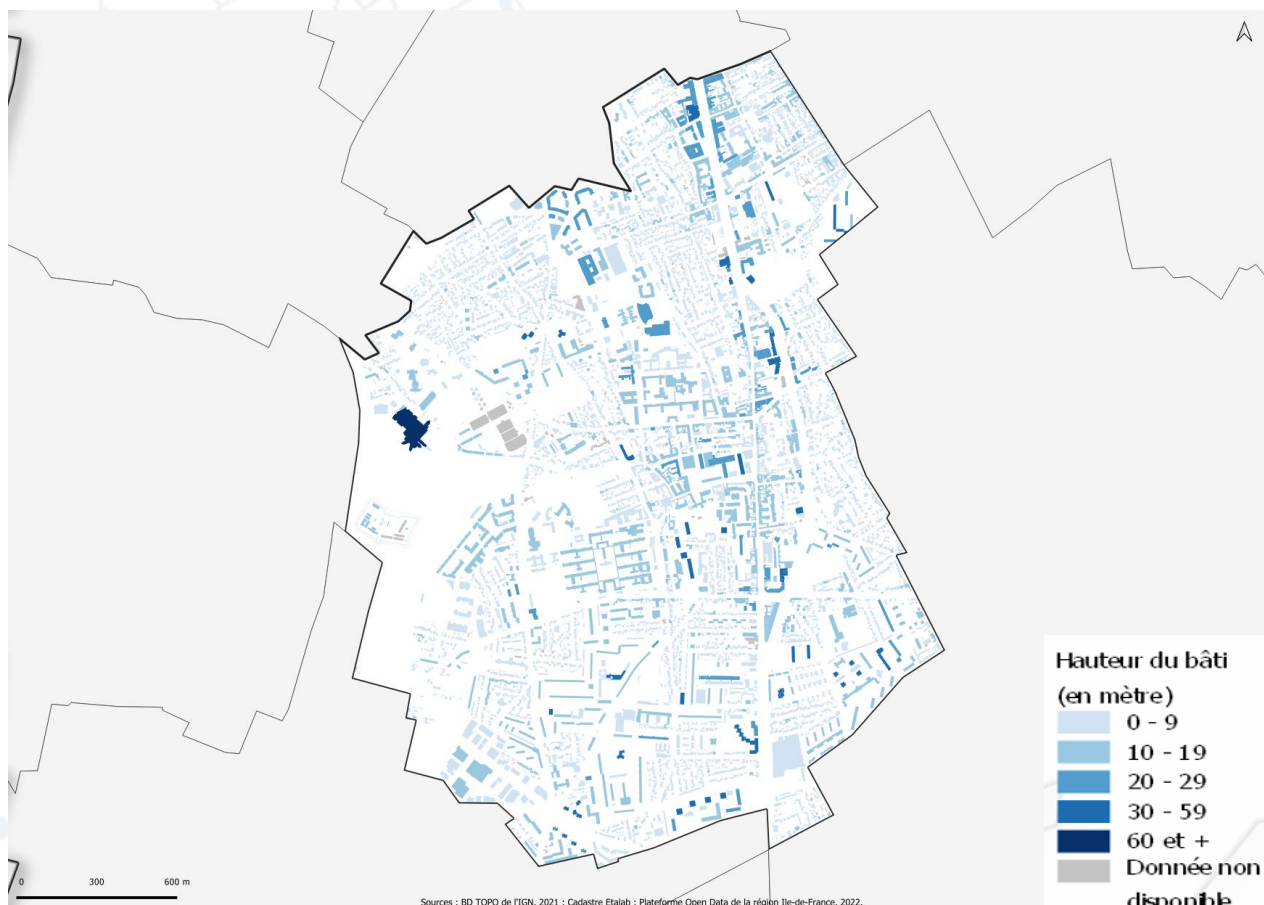 Hauteur du bâti
(en mètre)
0 - 9
10 - 19
20 - 29
30 - 59
60 et +
Donnée non
disponible
0 300 600 m
Sources : BD TOPO de l'IGN, 2021 ; Cadastre Etalab ; Plateforme Open Data de la région Ile-de-France, 2022.